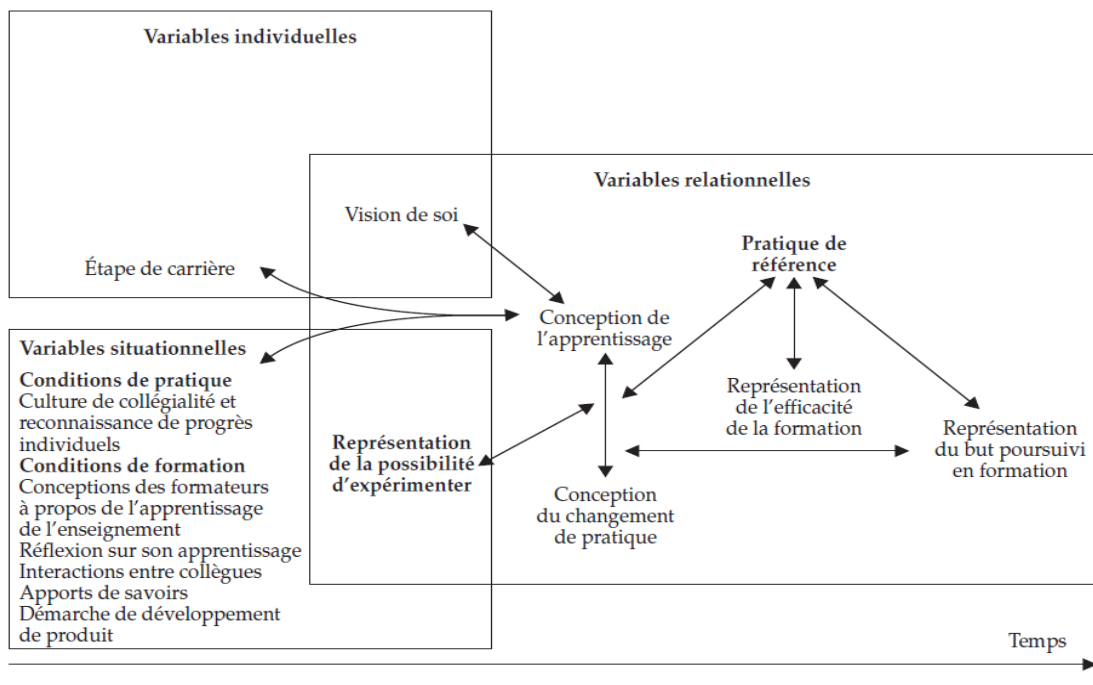 Variables individuelles
Variables relationnelles
Vision de soi
Étape de carrière
Pratique de
référence
Conception de
l'apprentissage
Variables situationnelles
Conditions de pratique
Culture de collégialité et
reconnaissance de progrès
individuels
Conditions de formation
Conceptions des formateurs
à propos de l'apprentissage
de l'enseignement
Réflexion sur son apprentissage
Interactions entre collègues
Apports de savoirs
Démarche de développement
de produit
Représentation
de la possibilité
d'expérimenter
Représentation
de l'efficacité
de la formation
Représentation
du but poursuivi
en formation
Conception
du changement
de pratique
Temps